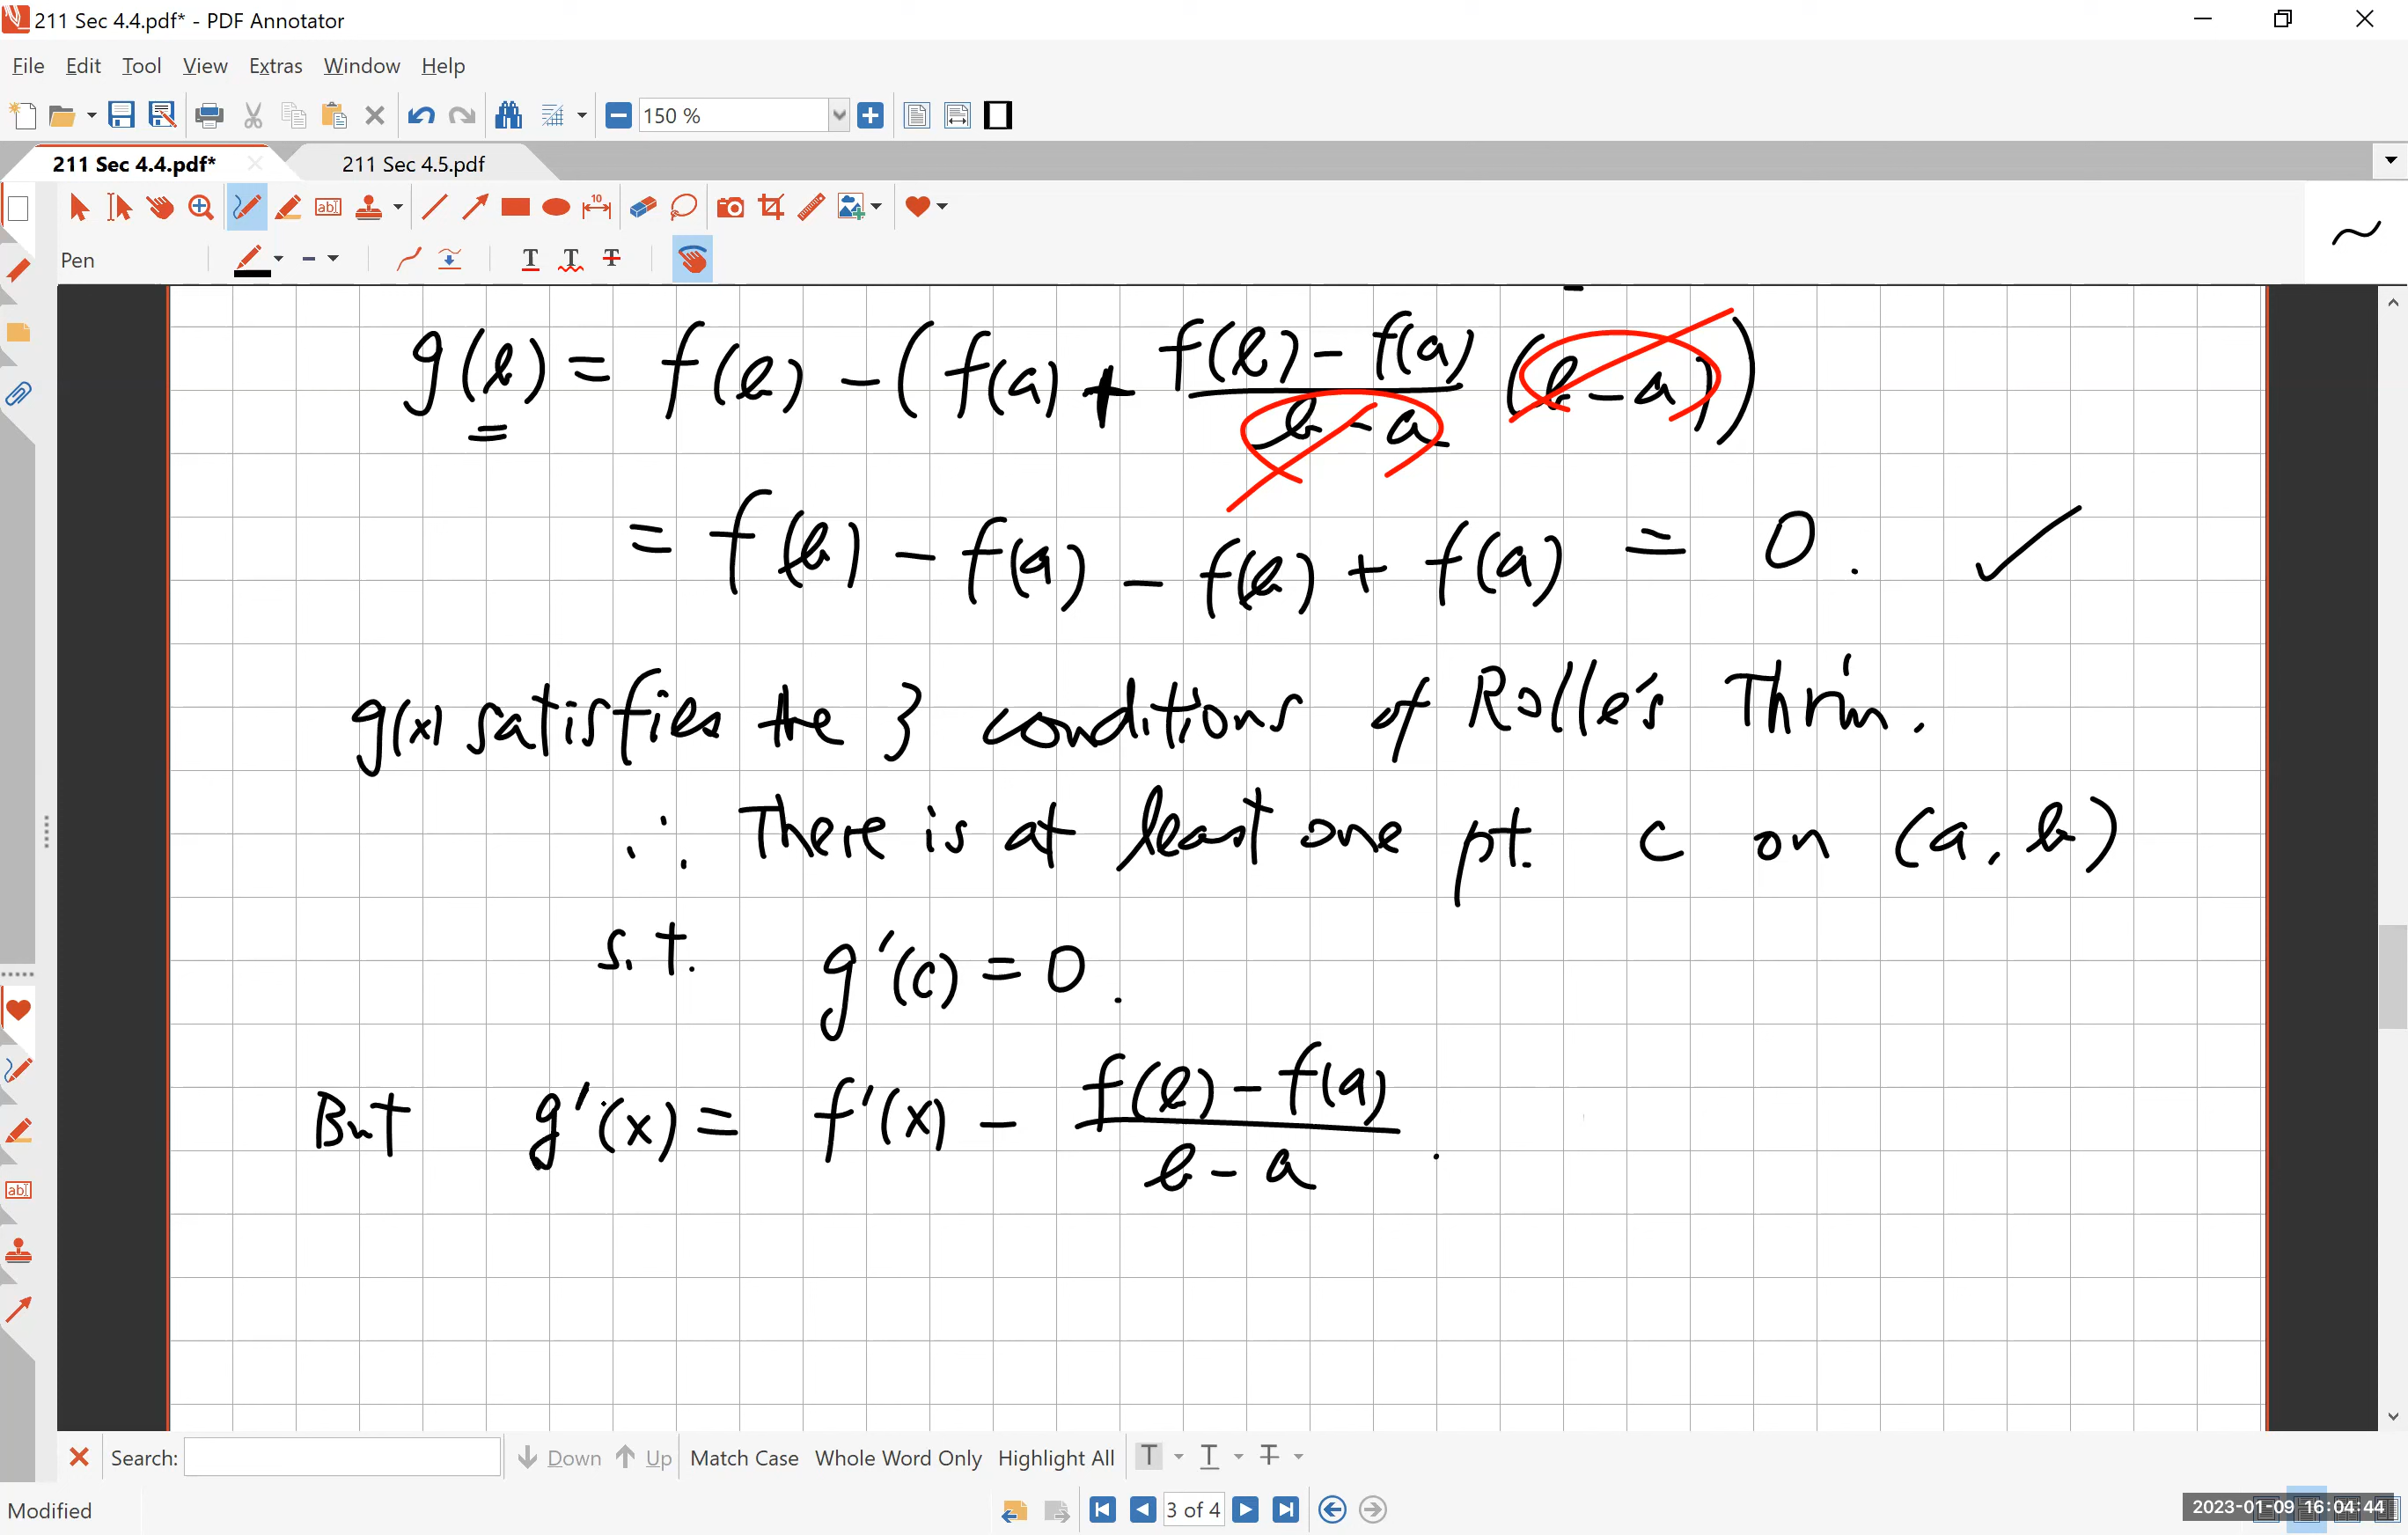 211 Sec 4.4.pdf* - PDF Annotator
File Edit Tool View Extras Window Help
150 %
211 Sec 4.4.pdf* 211 Sec 4.5.pdf
Pen
g(b) = f(b) - (f(a) + f(b) - f(a) / b - a (b - a))
= f(b) - f(a) - f(b) + f(a) = 0. ✓
g(x) satisfies the 3 conditions of Rolle's Thr'm.
∴ There is at least one pt. c on (a, b)
s.t. g'(c) = 0.
But g'(x) = f'(x) - f(b) - f(a) / b - a .
Search: Down Up Match Case Whole Word Only Highlight All
Modified 3 of 4 2023-01-09 16:04:44